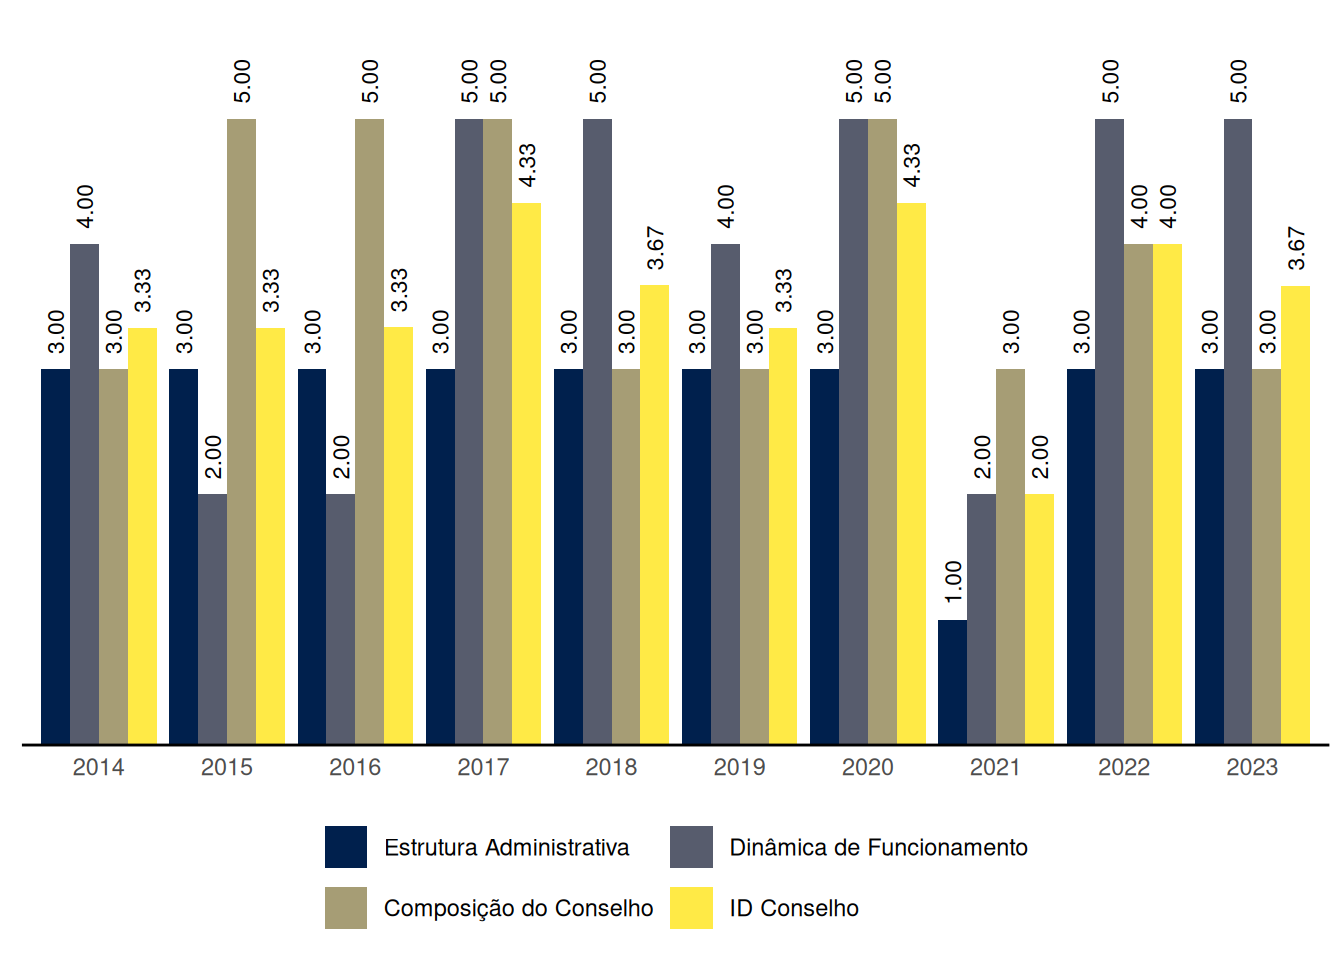 3.00 4.00 3.00 3.33 3.00 2.00 5.00 3.33 3.00 2.00 5.00 3.33 3.00 5.00 5.00 4.33 3.00 5.00 3.00 3.67 3.00 4.00 3.00 3.33 3.00 5.00 5.00 4.33 1.00 2.00 3.00 2.00 3.00 5.00 4.00 4.00 3.00 5.00 3.00 3.67
2014 2015 2016 2017 2018 2019 2020 2021 2022 2023
Estrutura Administrativa Dinâmica de Funcionamento
Composição do Conselho ID Conselho